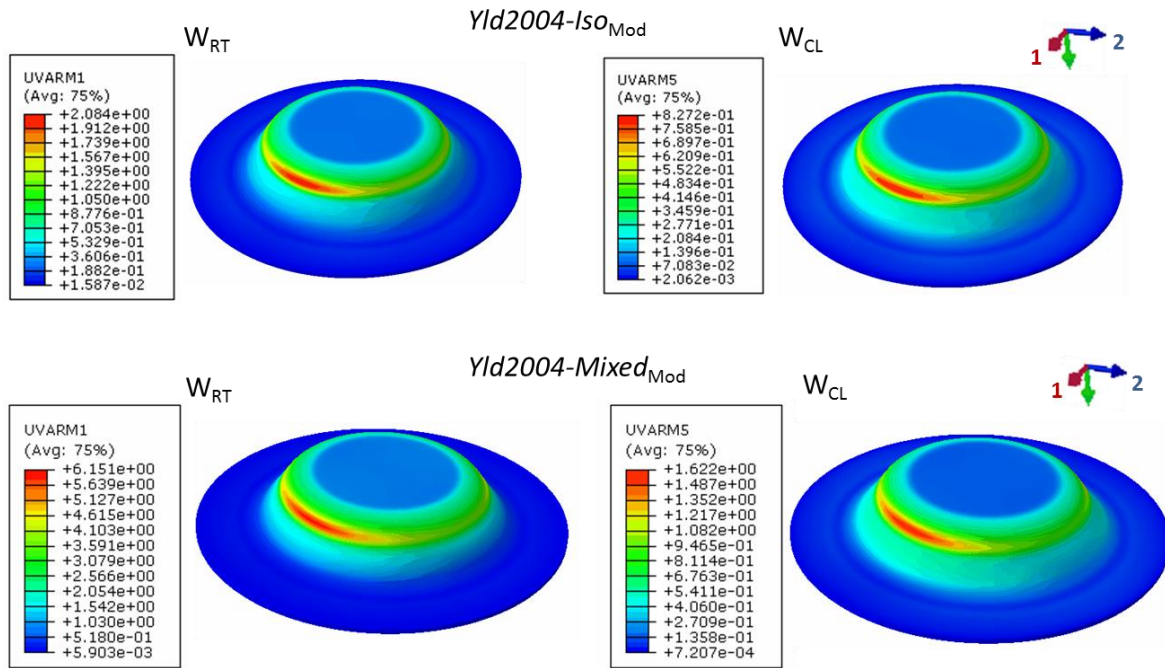 Yld2004-Iso_Mod
W_RT
W_CL
1
2
UVARM1
(Avg: 75%)
+2.084e+00
+1.912e+00
+1.739e+00
+1.567e+00
+1.395e+00
+1.222e+00
+1.050e+00
+8.776e-01
+7.053e-01
+5.329e-01
+3.606e-01
+1.882e-01
+1.587e-02
UVARM5
(Avg: 75%)
+8.272e-01
+7.585e-01
+6.897e-01
+6.209e-01
+5.522e-01
+4.834e-01
+4.146e-01
+3.459e-01
+2.771e-01
+2.084e-01
+1.396e-01
+7.083e-02
+2.062e-03
Yld2004-Mixed_Mod
W_RT
W_CL
1
2
UVARM1
(Avg: 75%)
+6.151e+00
+5.639e+00
+5.127e+00
+4.615e+00
+4.103e+00
+3.591e+00
+3.079e+00
+2.566e+00
+2.054e+00
+1.542e+00
+1.030e+00
+5.180e-01
+5.903e-03
UVARM5
(Avg: 75%)
+1.622e+00
+1.487e+00
+1.352e+00
+1.217e+00
+1.082e+00
+9.465e-01
+8.114e-01
+6.763e-01
+5.411e-01
+4.060e-01
+2.709e-01
+1.358e-01
+7.207e-04